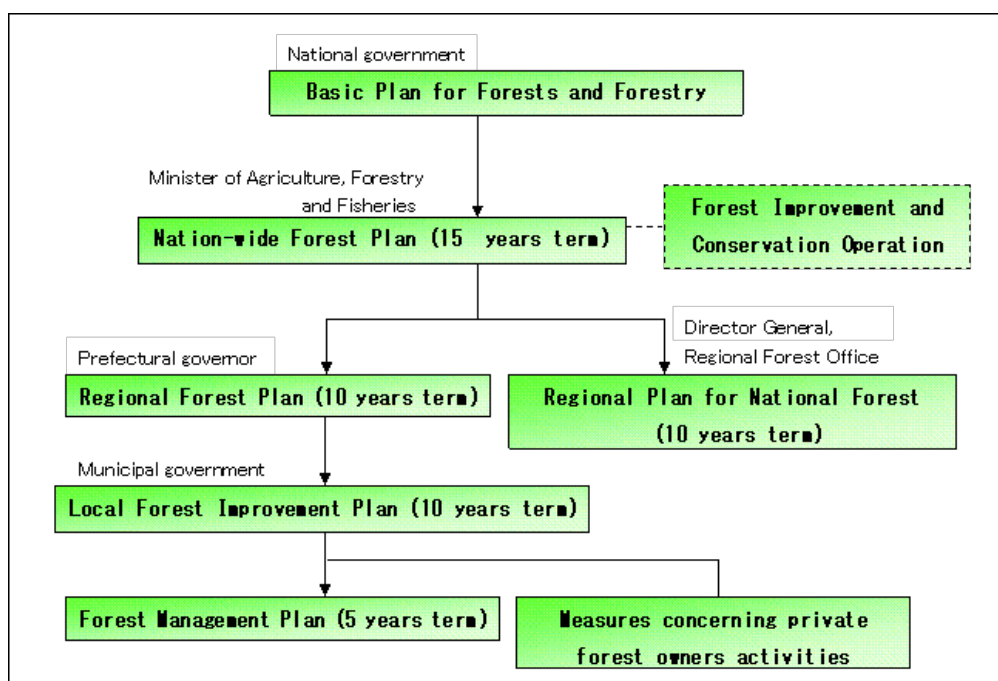 National government
Basic Plan for Forests and Forestry
Minister of Agriculture, Forestry
and Fisheries
Nation-wide Forest Plan (15 years term)
Forest Improvement and
Conservation Operation
Prefectural governor
Regional Forest Plan (10 years term)
Director General,
Regional Forest Office
Regional Plan for National Forest
(10 years term)
Municipal government
Local Forest Improvement Plan (10 years term)
Forest Management Plan (5 years term)
Measures concerning private
forest owners activities